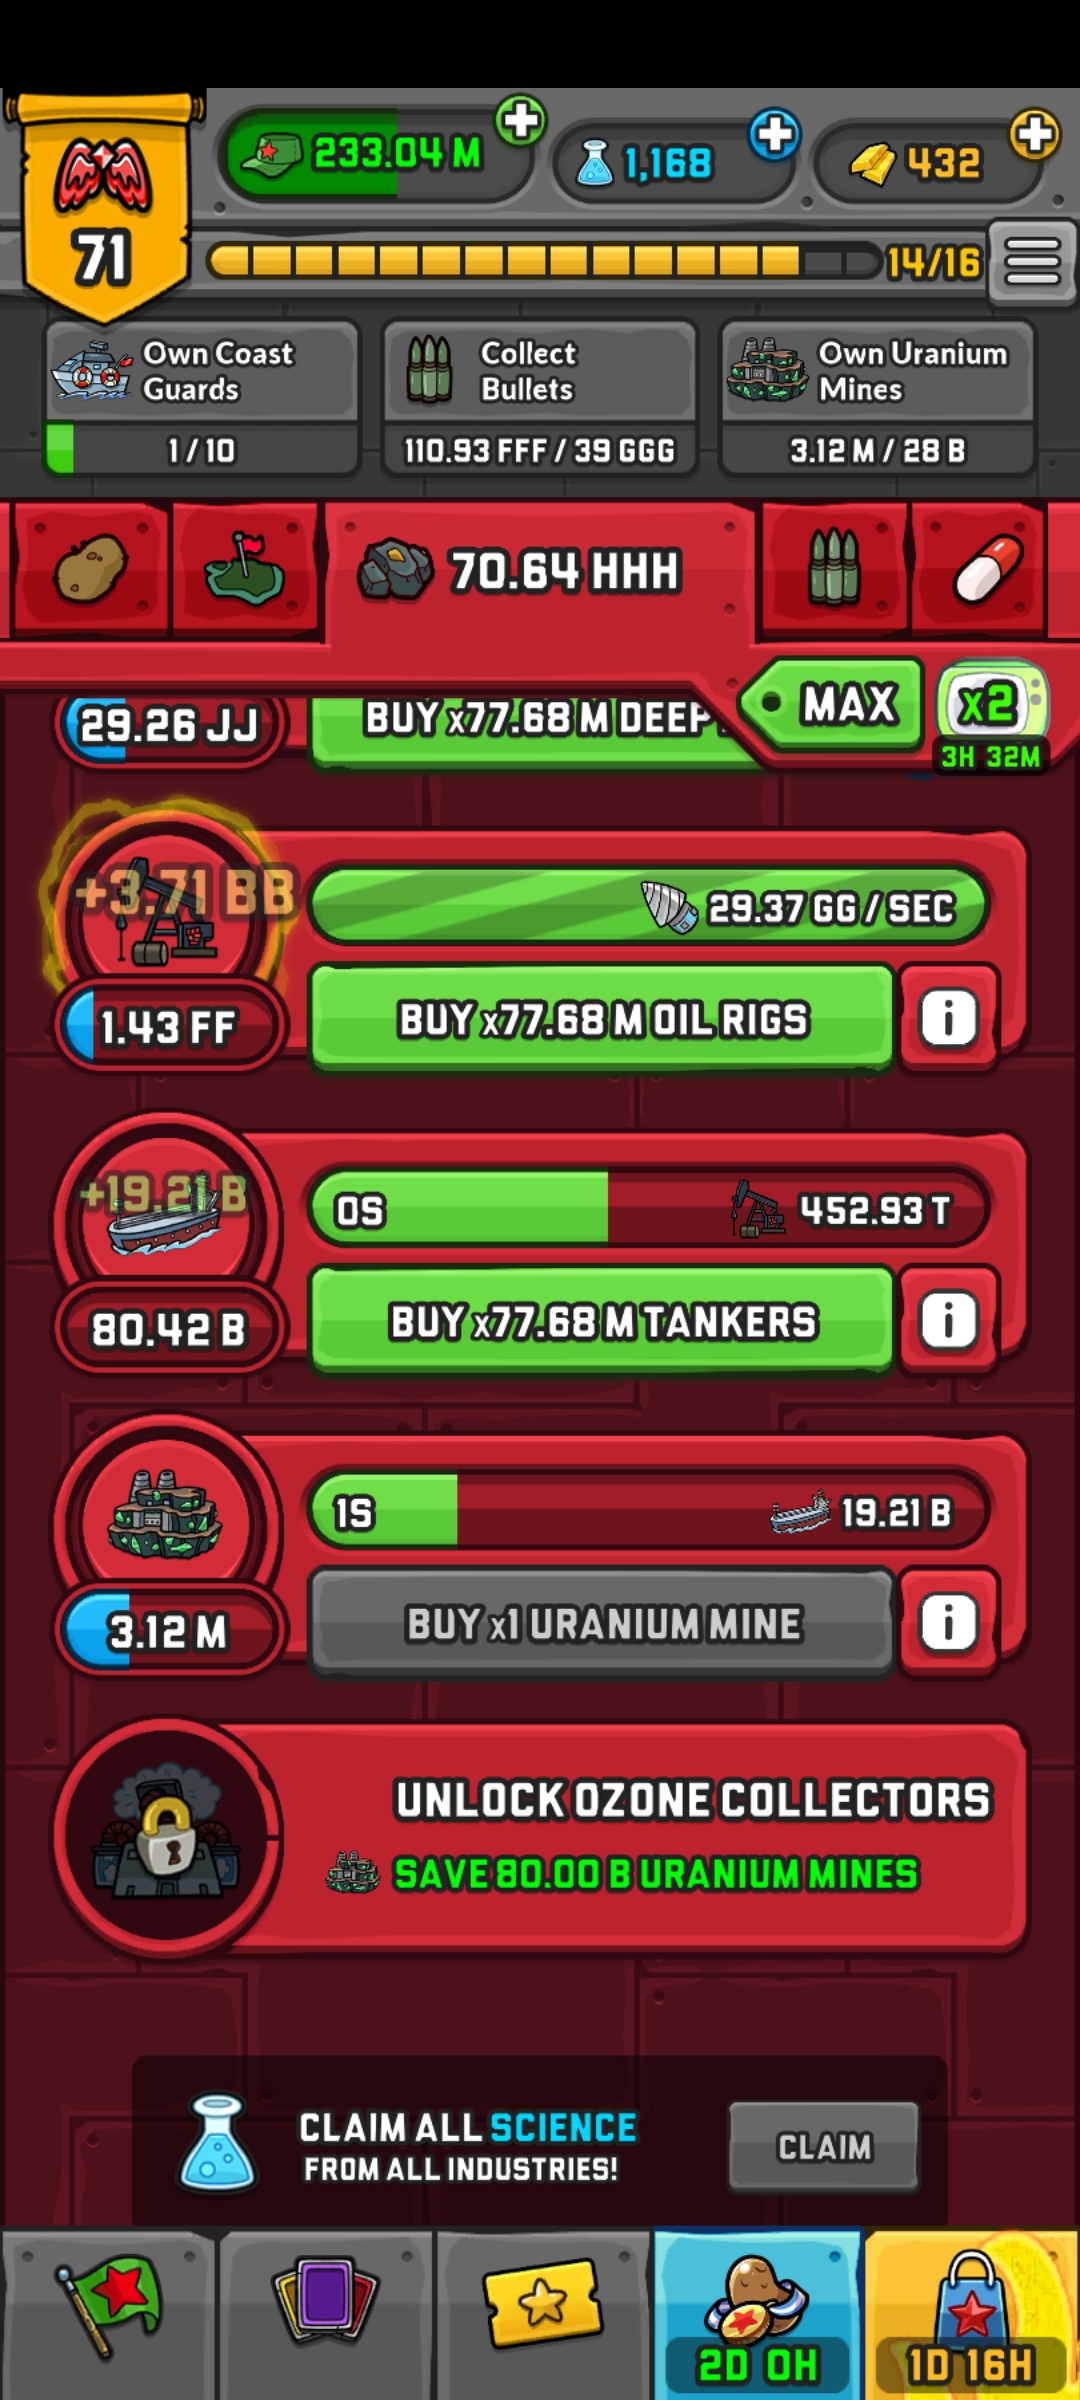 71
233.04 M
1,168
432
14/16
Own Coast
Guards
1 / 10
Collect
Bullets
110.93 FFF / 39 GGG
Own Uranium
Mines
3.12 M / 28 B
70.64 HHH
MAX
x2
3H 32M
29.26 JJ
BUY x77.68 M DEEP
+3.71 BB
29.37 GG / SEC
1.43 FF
BUY x77.68 M OIL RIGS
+19.21 B
0S
452.93 T
80.42 B
BUY x77.68 M TANKERS
1S
19.21 B
3.12 M
BUY x1 URANIUM MINE
UNLOCK OZONE COLLECTORS
SAVE 80.00 B URANIUM MINES
CLAIM ALL SCIENCE
FROM ALL INDUSTRIES!
CLAIM
2D 0H
1D 16H